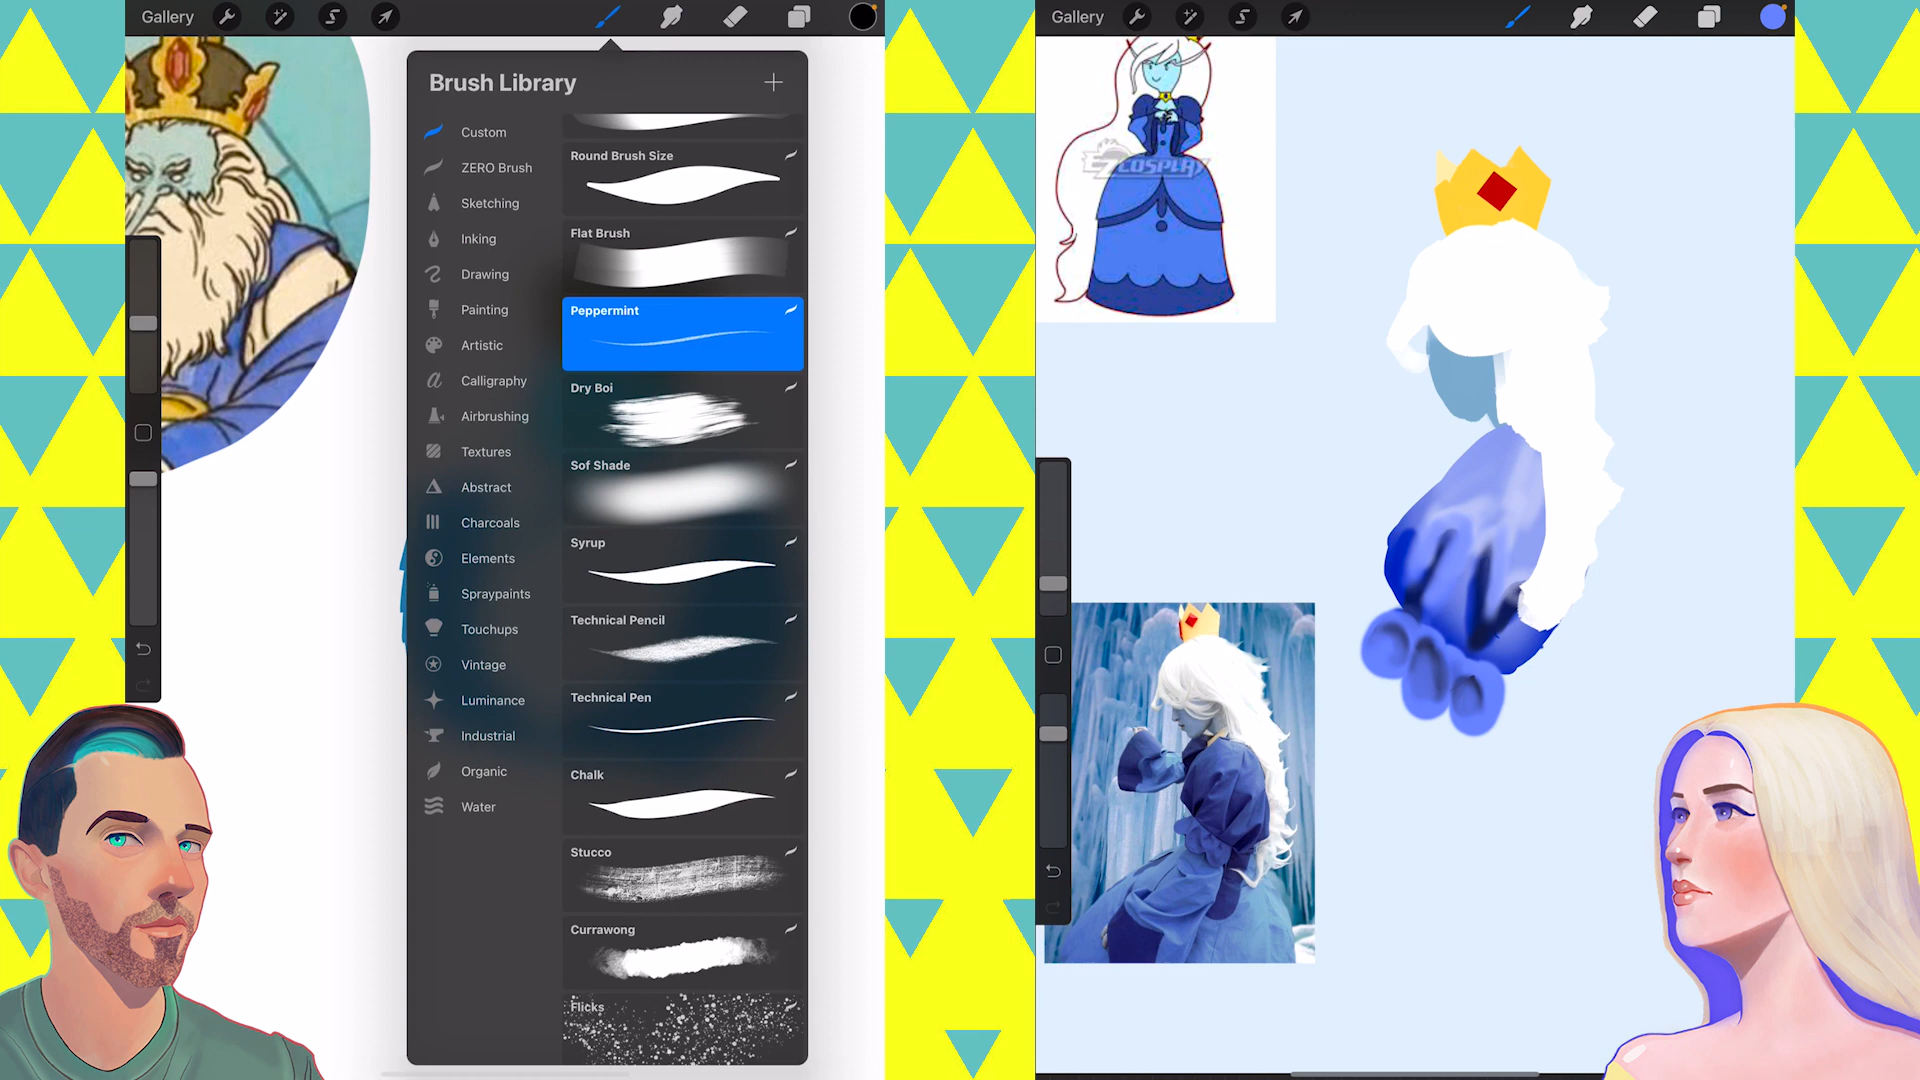 Gallery
Brush Library
Custom
ZERO Brush
Sketching
Inking
Drawing
Painting
Artistic
Calligraphy
Airbrushing
Textures
Abstract
Charcoals
Elements
Spraypaints
Touchups
Vintage
Luminance
Industrial
Organic
Water
Round Brush Size
Flat Brush
Peppermint
Dry Boi
Sof Shade
Syrup
Technical Pencil
Technical Pen
Chalk
Stucco
Currawong
Flicks
Gallery
EZCOSPLAY